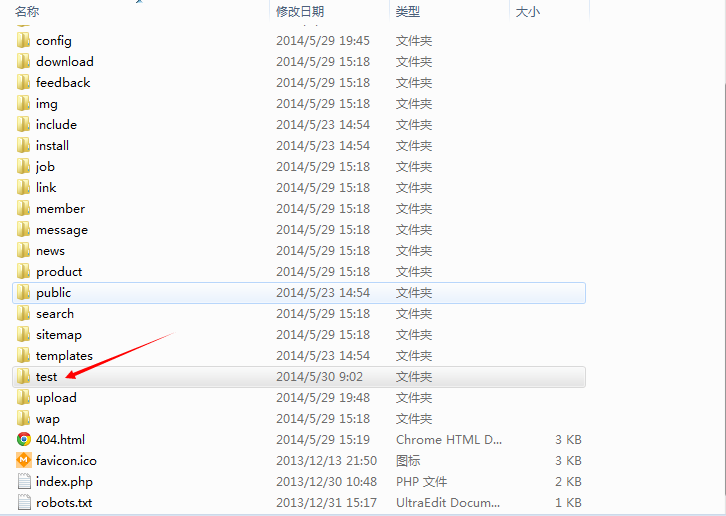 名称 修改日期 类型 大小
config 2014/5/29 19:45 文件夹
download 2014/5/29 15:18 文件夹
feedback 2014/5/29 15:18 文件夹
img 2014/5/29 15:18 文件夹
include 2014/5/23 14:54 文件夹
install 2014/5/23 14:54 文件夹
job 2014/5/29 15:18 文件夹
link 2014/5/29 15:18 文件夹
member 2014/5/29 15:18 文件夹
message 2014/5/29 15:18 文件夹
news 2014/5/29 15:18 文件夹
product 2014/5/29 15:18 文件夹
public 2014/5/23 14:54 文件夹
search 2014/5/29 15:18 文件夹
sitemap 2014/5/29 15:18 文件夹
templates 2014/5/23 14:54 文件夹
test 2014/5/30 9:02 文件夹
upload 2014/5/29 19:48 文件夹
wap 2014/5/29 15:18 文件夹
404.html 2014/5/29 15:19 Chrome HTML D... 3 KB
favicon.ico 2013/12/13 21:50 图标 3 KB
index.php 2013/12/30 10:48 PHP 文件 2 KB
robots.txt 2013/12/31 15:17 UltraEdit Docum... 1 KB